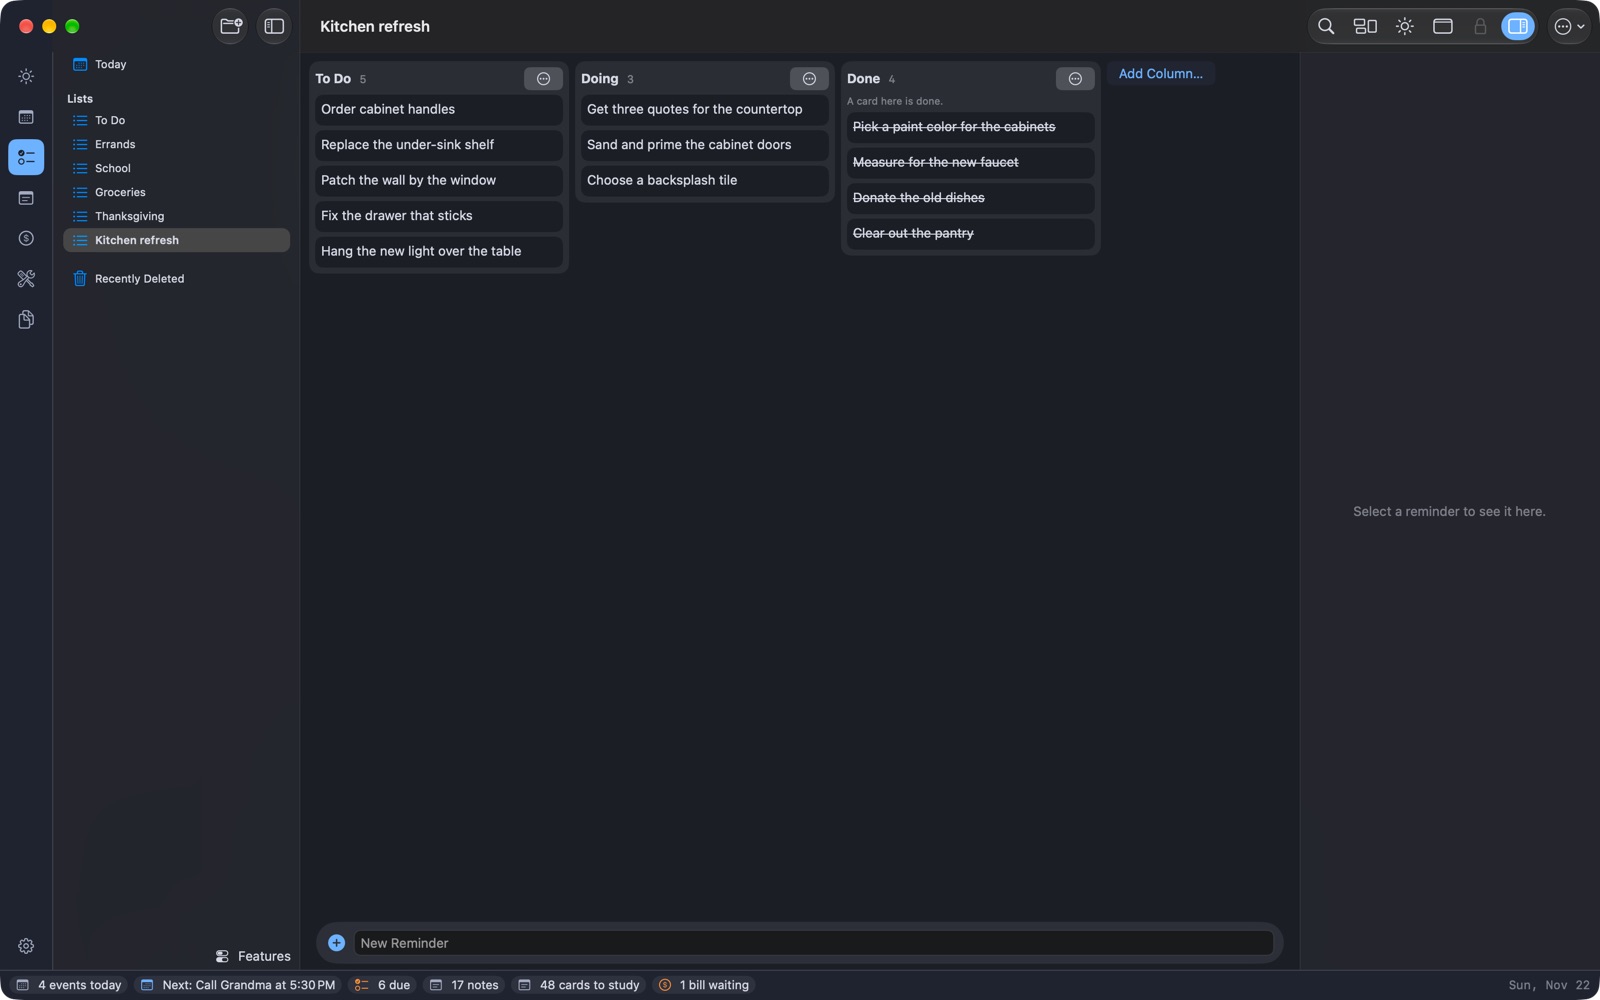 Kitchen refresh
Today
Lists
To Do
Errands
School
Groceries
Thanksgiving
Kitchen refresh
Recently Deleted
Features
To Do 5
Order cabinet handles
Replace the under-sink shelf
Patch the wall by the window
Fix the drawer that sticks
Hang the new light over the table
Doing 3
Get three quotes for the countertop
Sand and prime the cabinet doors
Choose a backsplash tile
Done 4
A card here is done.
Pick a paint color for the cabinets
Measure for the new faucet
Donate the old dishes
Clear out the pantry
Add Column...
Select a reminder to see it here.
New Reminder
4 events today
Next: Call Grandma at 5:30 PM
6 due
17 notes
48 cards to study
1 bill waiting
Sun, Nov 22